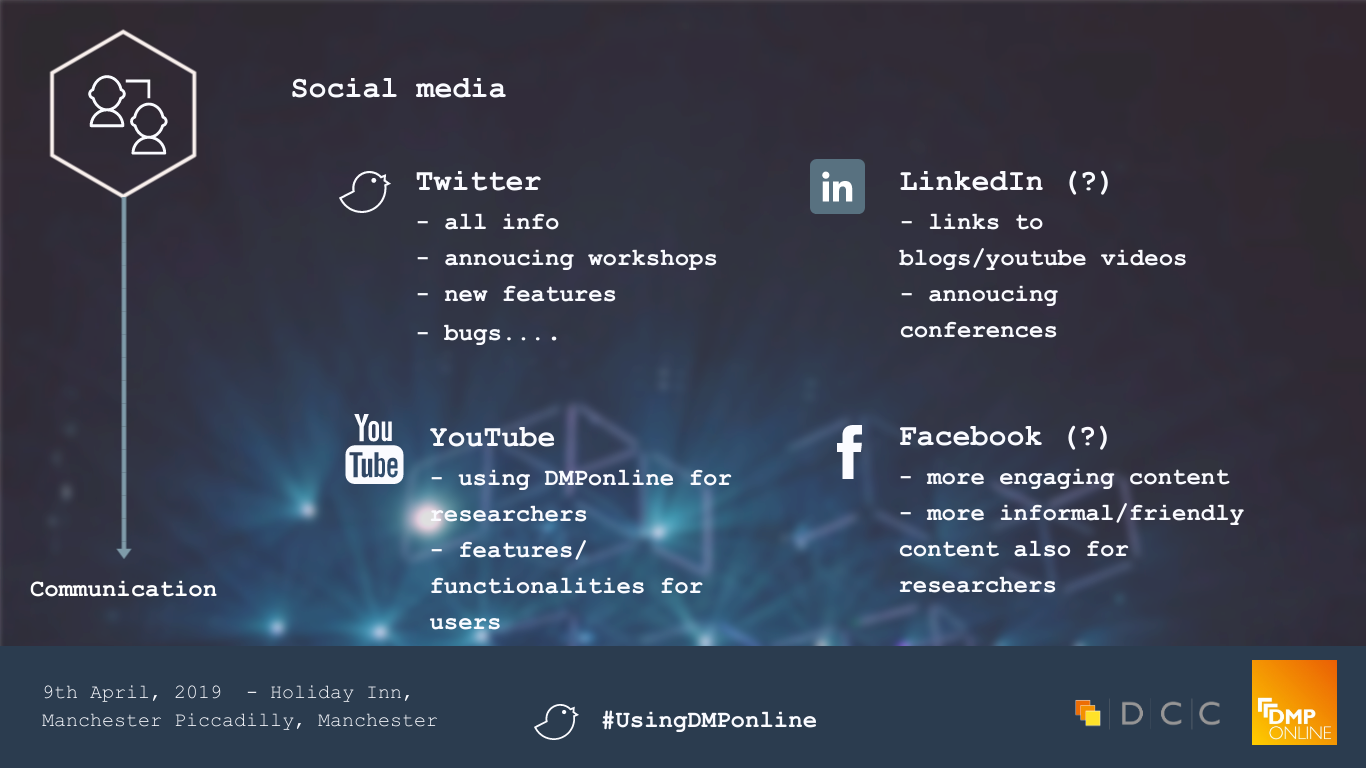 Social media
Twitter
- all info
- annoucing workshops
- new features
- bugs....
in
LinkedIn (?)
- links to
blogs/youtube videos
- annoucing
conferences
You
Tube
YouTube
- using DMPonline for
researchers
- features/
functionalities for
users
f
Facebook (?)
- more engaging content
- more informal/friendly
content also for
researchers
Communication
9th April, 2019 - Holiday Inn,
Manchester Piccadilly, Manchester
#UsingDMPonline
DCC
DMP
ONLINE